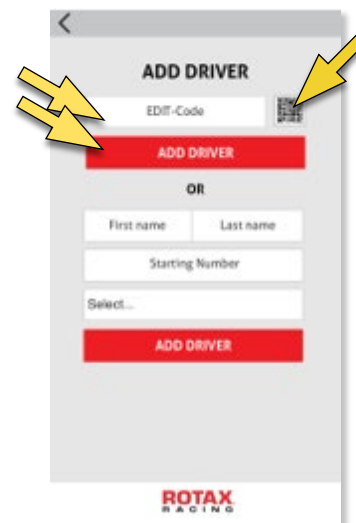 ADD DRIVER
EDIT-Code
ADD DRIVER
OR
First name Last name
Starting Number
Select...
ADD DRIVER
ROTAX
RACING